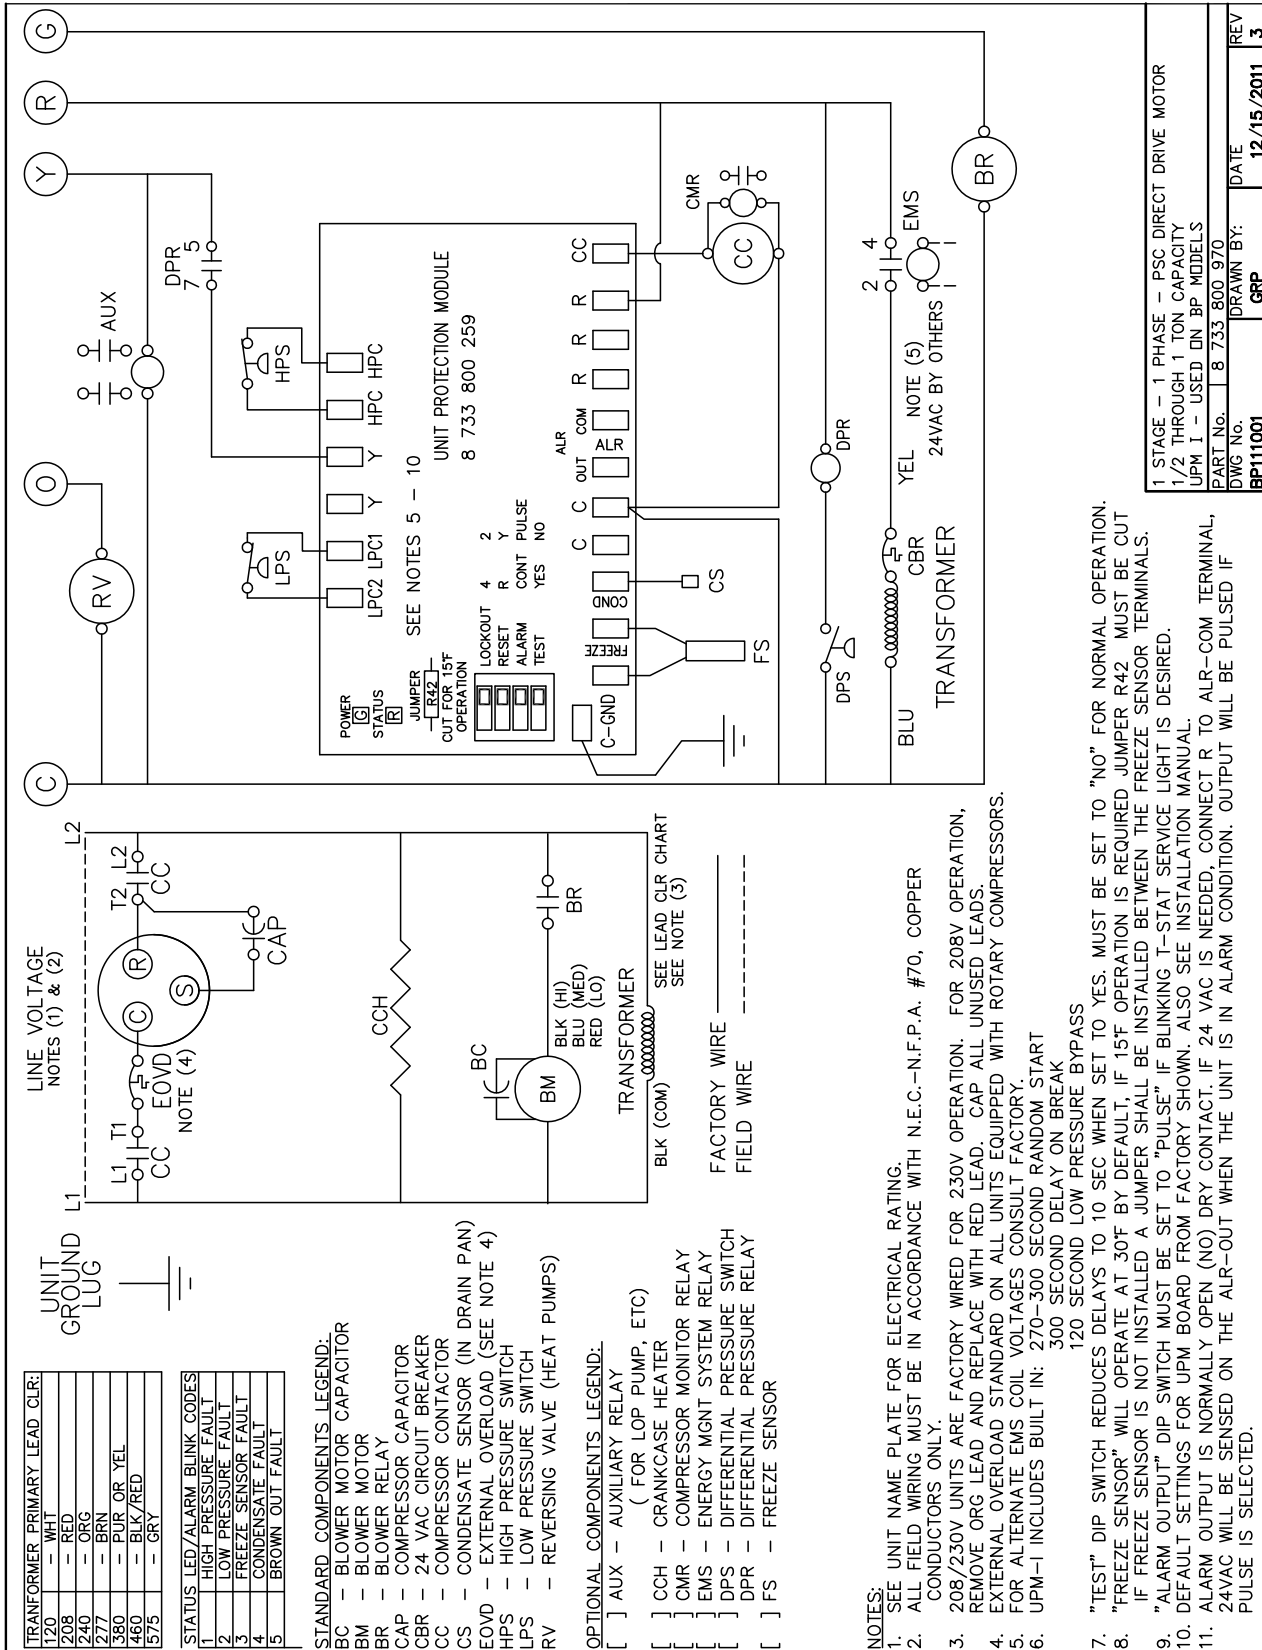 TRANFORMER PRIMARY LEAD CLR:
120 – WHT
208 – RED
240 – ORG
277 – BRN
380 – PUR OR YEL
460 – BLK/RED
575 – GRY
STATUS LED/ALARM BLINK CODES
1 HIGH PRESSURE FAULT
2 LOW PRESSURE FAULT
3 FREEZE SENSOR FAULT
4 CONDENSATE FAULT
5 BROWN OUT FAULT
STANDARD COMPONENTS LEGEND:
BC – BLOWER MOTOR CAPACITOR
BM – BLOWER MOTOR
BR – BLOWER RELAY
CAP – COMPRESSOR CAPACITOR
CBR – 24 VAC CIRCUIT BREAKER
CC – COMPRESSOR CONTACTOR
CS – CONDENSATE SENSOR (IN DRAIN PAN)
EOVD – EXTERNAL OVERLOAD (SEE NOTE 4)
HPS – HIGH PRESSURE SWITCH
LPS – LOW PRESSURE SWITCH
RV – REVERSING VALVE (HEAT PUMPS)
OPTIONAL COMPONENTS LEGEND:
[ ] AUX – AUXILIARY RELAY
( FOR LOP PUMP, ETC)
[ ] CCH – CRANKCASE HEATER
[ ] CMR – COMPRESSOR MONITOR RELAY
[ ] EMS – ENERGY MGNT SYSTEM RELAY
[ ] DPS – DIFFERENTIAL PRESSURE SWITCH
DPR – DIFFERENTIAL PRESSURE RELAY
[ ] FS – FREEZE SENSOR
UNIT
GROUND
LUG
LINE VOLTAGE
NOTES (1) & (2)
L1
L2
L1 T1
CC
EOVD
NOTE (4)
C
R
S
T2 L2
CC
CAP
CCH
BC
BM
BLK (HI)
BLU (MED)
RED (LO)
BR
TRANSFORMER
BLK (COM)
SEE LEAD CLR CHART
SEE NOTE (3)
FACTORY WIRE
FIELD WIRE
C
O
Y
R
G
RV
AUX
DPR
7 5
LPS
HPS
LPC2 LPC1 Y Y HPC HPC
POWER
G
STATUS
R
JUMPER
R42
CUT FOR 15°F
OPERATION
SEE NOTES 5 – 10
UNIT PROTECTION MODULE
8 733 800 259
LOCKOUT 4 2
RESET R Y
ALARM CONT PULSE
TEST YES NO
C-GND
FREEZE
COND
C
C
OUT
ALR
ALR
COM
R
R
R
CC
FS
CS
CMR
CC
DPS
DPR
BLU
CBR
YEL
TRANSFORMER
2 4
EMS
NOTE (5)
24VAC BY OTHERS
BR
NOTES:
1. SEE UNIT NAME PLATE FOR ELECTRICAL RATING.
2. ALL FIELD WIRING MUST BE IN ACCORDANCE WITH N.E.C.–N.F.P.A. #70, COPPER
CONDUCTORS ONLY.
3. 208/230V UNITS ARE FACTORY WIRED FOR 230V OPERATION. FOR 208V OPERATION,
REMOVE ORG LEAD AND REPLACE WITH RED LEAD. CAP ALL UNUSED LEADS.
4. EXTERNAL OVERLOAD STANDARD ON ALL UNITS EQUIPPED WITH ROTARY COMPRESSORS.
5. FOR ALTERNATE EMS COIL VOLTAGES CONSULT FACTORY.
6. UPM–I INCLUDES BUILT IN: 270–300 SECOND RANDOM START
300 SECOND DELAY ON BREAK
120 SECOND LOW PRESSURE BYPASS
7. "TEST" DIP SWITCH REDUCES DELAYS TO 10 SEC WHEN SET TO YES. MUST BE SET TO "NO" FOR NORMAL OPERATION.
8. "FREEZE SENSOR" WILL OPERATE AT 30°F BY DEFAULT, IF 15°F OPERATION IS REQUIRED JUMPER R42 MUST BE CUT
IF FREEZE SENSOR IS NOT INSTALLED A JUMPER SHALL BE INSTALLED BETWEEN THE FREEZE SENSOR TERMINALS.
9. "ALARM OUTPUT" DIP SWITCH MUST BE SET TO "PULSE" IF BLINKING T–STAT SERVICE LIGHT IS DESIRED.
10. DEFAULT SETTINGS FOR UPM BOARD FROM FACTORY SHOWN. ALSO SEE INSTALLATION MANUAL.
11. ALARM OUTPUT IS NORMALLY OPEN (NO) DRY CONTACT. IF 24 VAC IS NEEDED, CONNECT R TO ALR–COM TERMINAL,
24VAC WILL BE SENSED ON THE ALR–OUT WHEN THE UNIT IS IN ALARM CONDITION. OUTPUT WILL BE PULSED IF
PULSE IS SELECTED.
1 STAGE – 1 PHASE – PSC DIRECT DRIVE MOTOR
1/2 THROUGH 1 TON CAPACITY
UPM I – USED ON BP MODELS
PART No. 8 733 800 970
DWG No. DRAWN BY: DATE REV
BP111001 GRP 12/15/2011 3